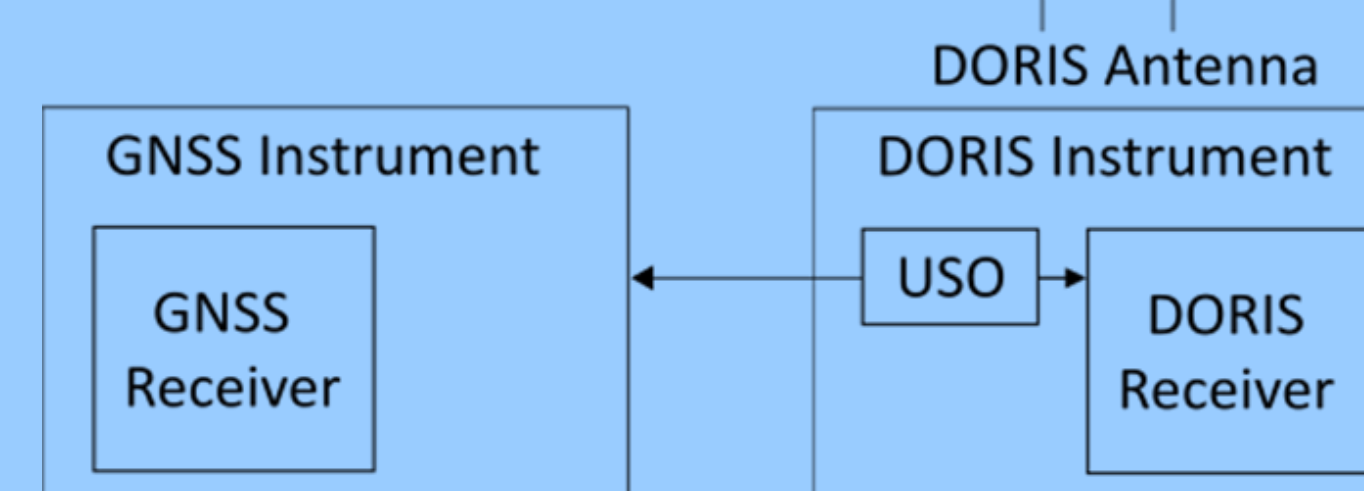 DORIS Antenna
GNSS Instrument
DORIS Instrument
USO
GNSS
Receiver
DORIS
Receiver